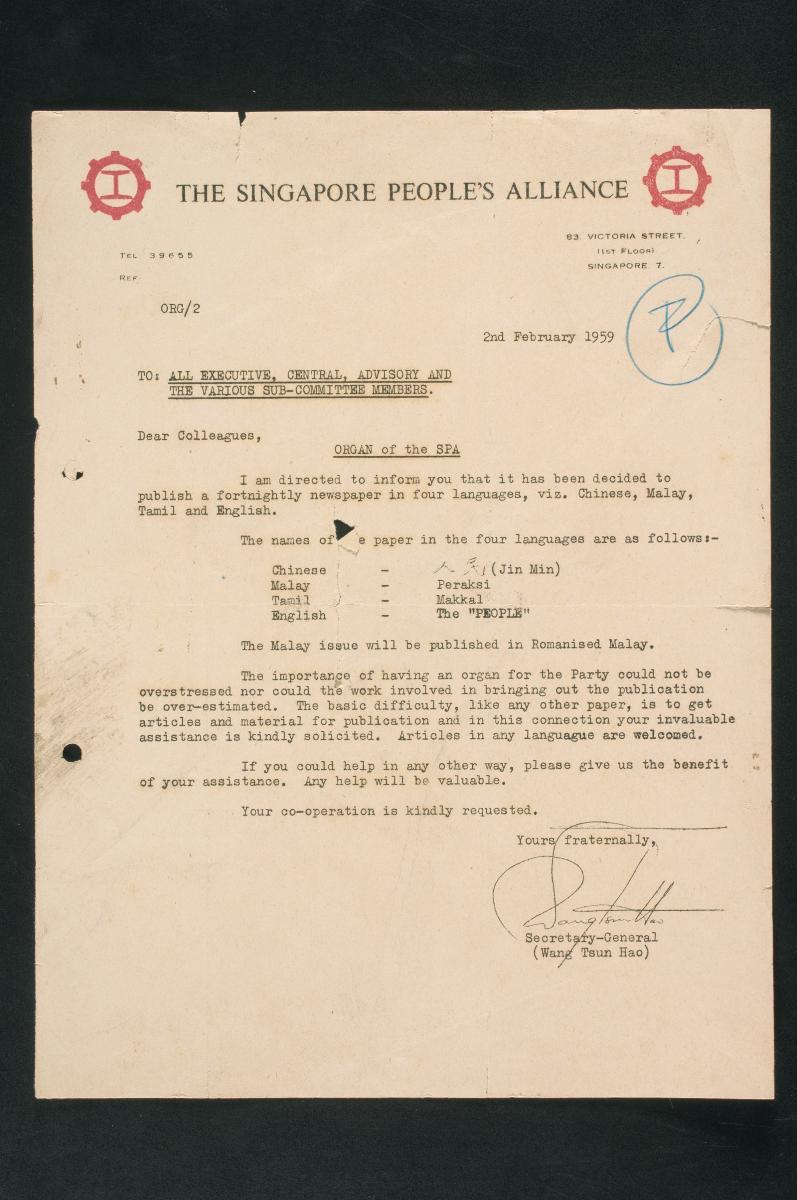 THE SINGAPORE PEOPLE'S ALLIANCE
TEL 39655
REF
83, VICTORIA STREET,
(1ST FLOOR)
SINGAPORE. 7.
ORG/2
2nd February 1959
P
TO: ALL EXECUTIVE, CENTRAL, ADVISORY AND
THE VARIOUS SUB-COMMITTEE MEMBERS.
Dear Colleagues,
ORGAN of the SPA
I am directed to inform you that it has been decided to
publish a fortnightly newspaper in four languages, viz. Chinese, Malay,
Tamil and English.
The names of e paper in the four languages are as follows:-
Chinese - 人民 (Jin Min)
Malay - Peraksi
Tamil - Makkal
English - The "PEOPLE"
The Malay issue will be published in Romanised Malay.
The importance of having an organ for the Party could not be
overstressed nor could the work involved in bringing out the publication
be over-estimated. The basic difficulty, like any other paper, is to get
articles and material for publication and in this connection your invaluable
assistance is kindly solicited. Articles in any language are welcomed.
If you could help in any other way, please give us the benefit
of your assistance. Any help will be valuable.
Your co-operation is kindly requested.
Yours fraternally,
Wang Tsun Hao
Secretary-General
(Wang Tsun Hao)